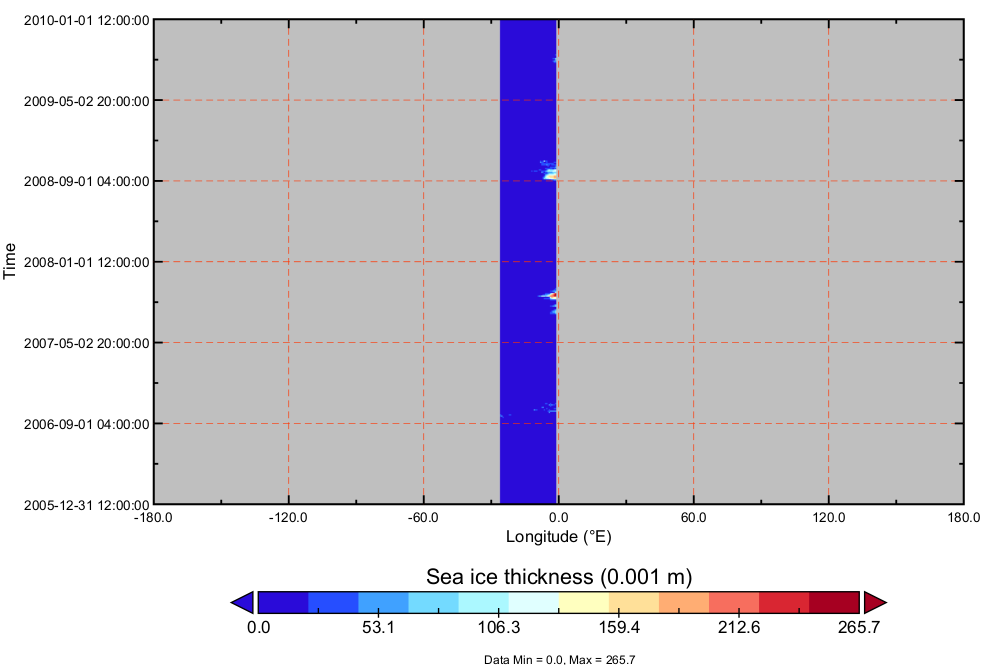 2010-01-01 12:00:00
2009-05-02 20:00:00
2008-09-01 04:00:00
Time
2008-01-01 12:00:00
2007-05-02 20:00:00
2006-09-01 04:00:00
2005-12-31 12:00:00
-180.0 -120.0 -60.0 0.0 60.0 120.0 180.0
Longitude (°E)
Sea ice thickness (0.001 m)
0.0 53.1 106.3 159.4 212.6 265.7
Data Min = 0.0, Max = 265.7